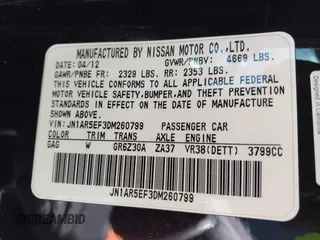 MANUFACTURED BY NISSAN MOTOR CO.,LTD.
DATE: 04/12 GVWR/PNBV: 4669 LBS.
GAWR/PNBE FR: 2329 LBS. RR: 2353 LBS.
THIS VEHICLE CONFORMS TO ALL APPLICABLE FEDERAL
MOTOR VEHICLE SAFETY,BUMPER,AND THEFT PREVENTION
STANDARDS IN EFFECT ON THE DATE OF MANUFACTURE
SHOWN ABOVE.
VIN:JN1AR5EF3DM260799 PASSENGER CAR
COLOR TRIM TRANS AXLE ENGINE
GAG W GR6Z30A ZA37 VR38(DETT) 3799CC
JN1AR5EF3DM260799
DREAMBID